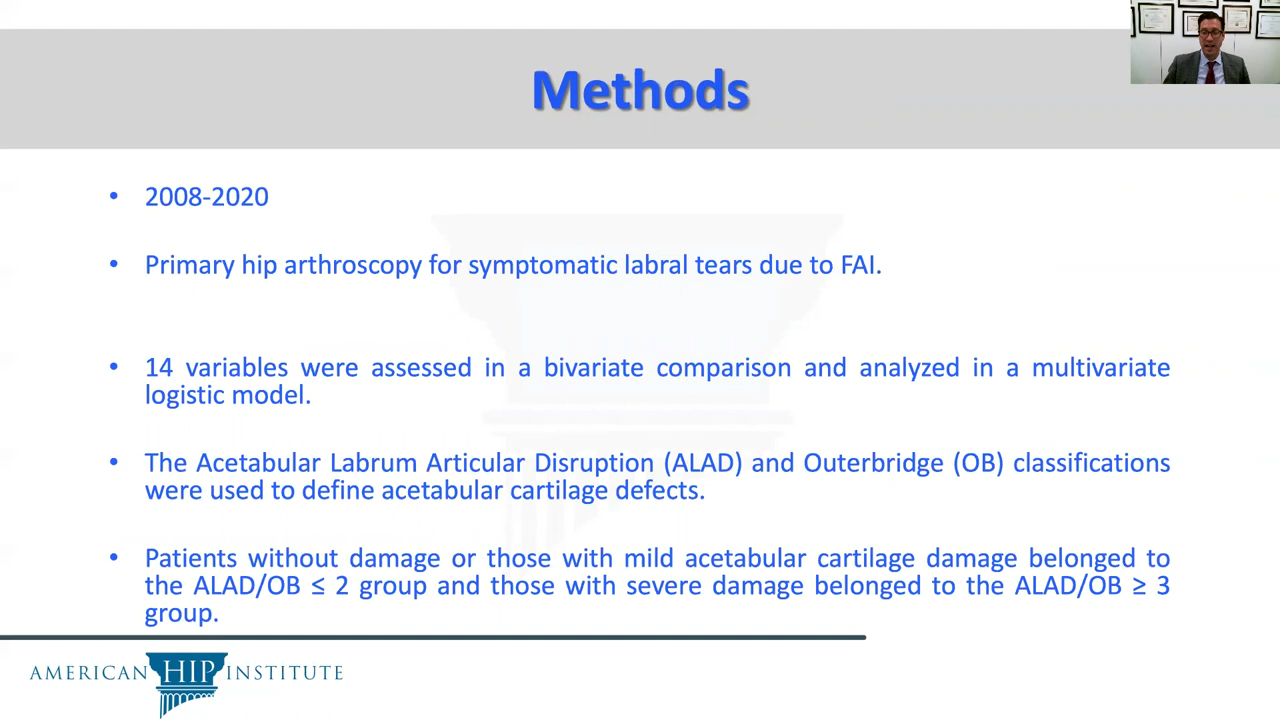 Methods
• 2008-2020
• Primary hip arthroscopy for symptomatic labral tears due to FAI.
• 14 variables were assessed in a bivariate comparison and analyzed in a multivariate
logistic model.
• The Acetabular Labrum Articular Disruption (ALAD) and Outerbridge (OB) classifications
were used to define acetabular cartilage defects.
• Patients without damage or those with mild acetabular cartilage damage belonged to
the ALAD/OB ≤ 2 group and those with severe damage belonged to the ALAD/OB ≥ 3
group.
AMERICAN HIP INSTITUTE